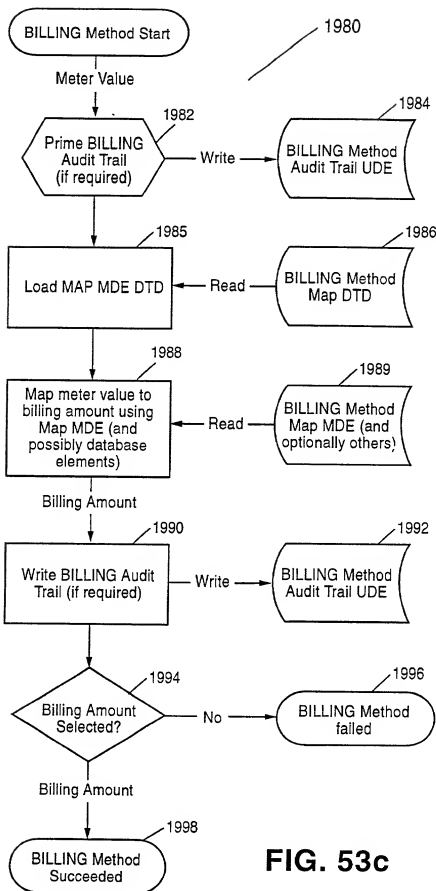 BILLING Method Start
1980
Meter Value
1982
Prime BILLING
Audit Trail
(if required)
Write
1984
BILLING Method
Audit Trail UDE
1985
Load MAP MDE DTD
Read
1986
BILLING Method
Map DTD
1988
Map meter value to
billing amount using
Map MDE (and
possibly database
elements)
Read
1989
BILLING Method
Map MDE (and
optionally others)
Billing Amount
1990
Write BILLING Audit
Trail (if required)
Write
1992
BILLING Method
Audit Trail UDE
1994
Billing Amount
Selected?
No
1996
BILLING Method
failed
Billing Amount
1998
BILLING Method
Succeeded
FIG. 53c